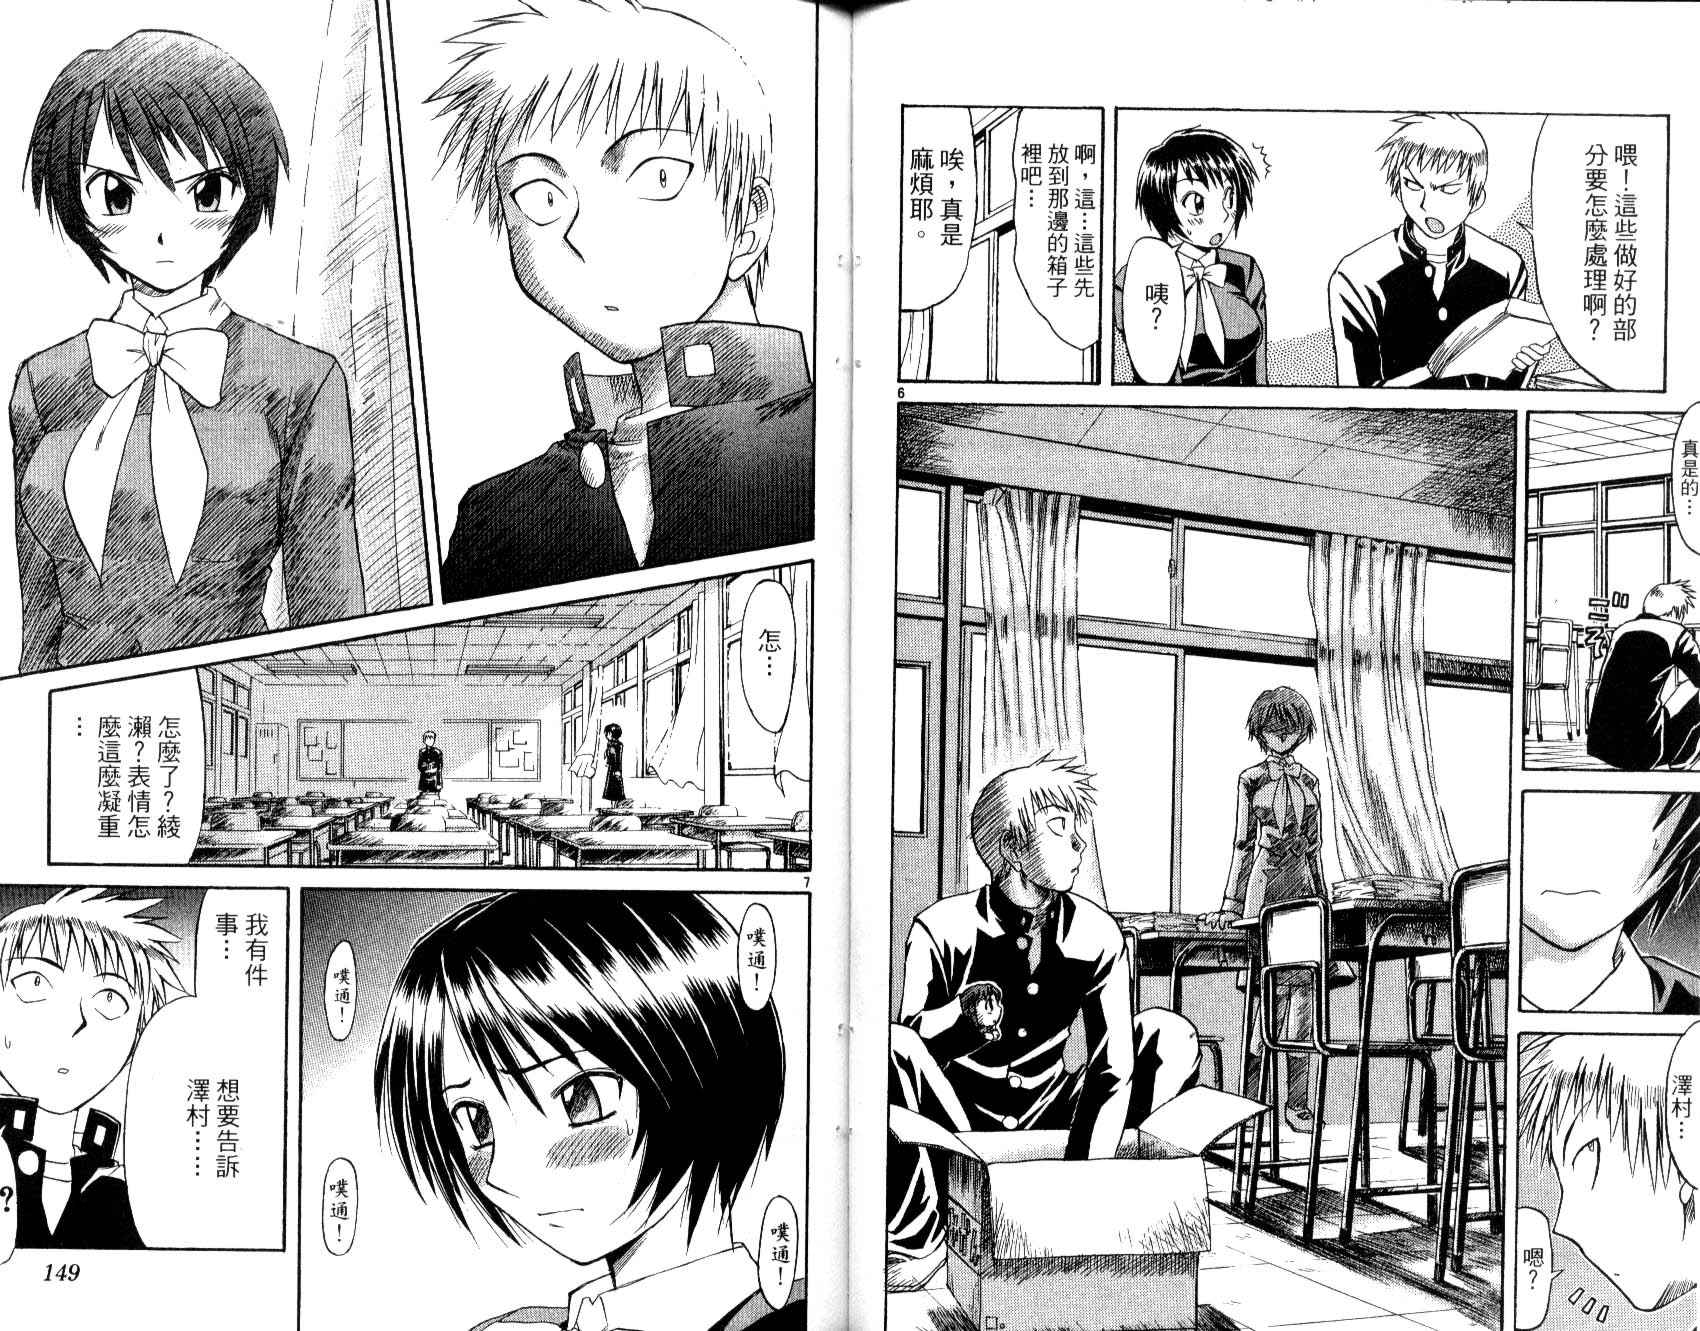 喂！這些做好的部
分要怎麼處理啊？
咦？
啊，這…這些先
放到那邊的箱子
裡吧…
唉，真是
麻煩耶。
6
真是的…
澤村…
嗯？
怎…
怎麼了？綾
瀨？表情怎
麼這麼凝重
…
7
噗通！
噗通！
噗通！
噗通！
我有件
事…
想要告訴
澤村……
？
149